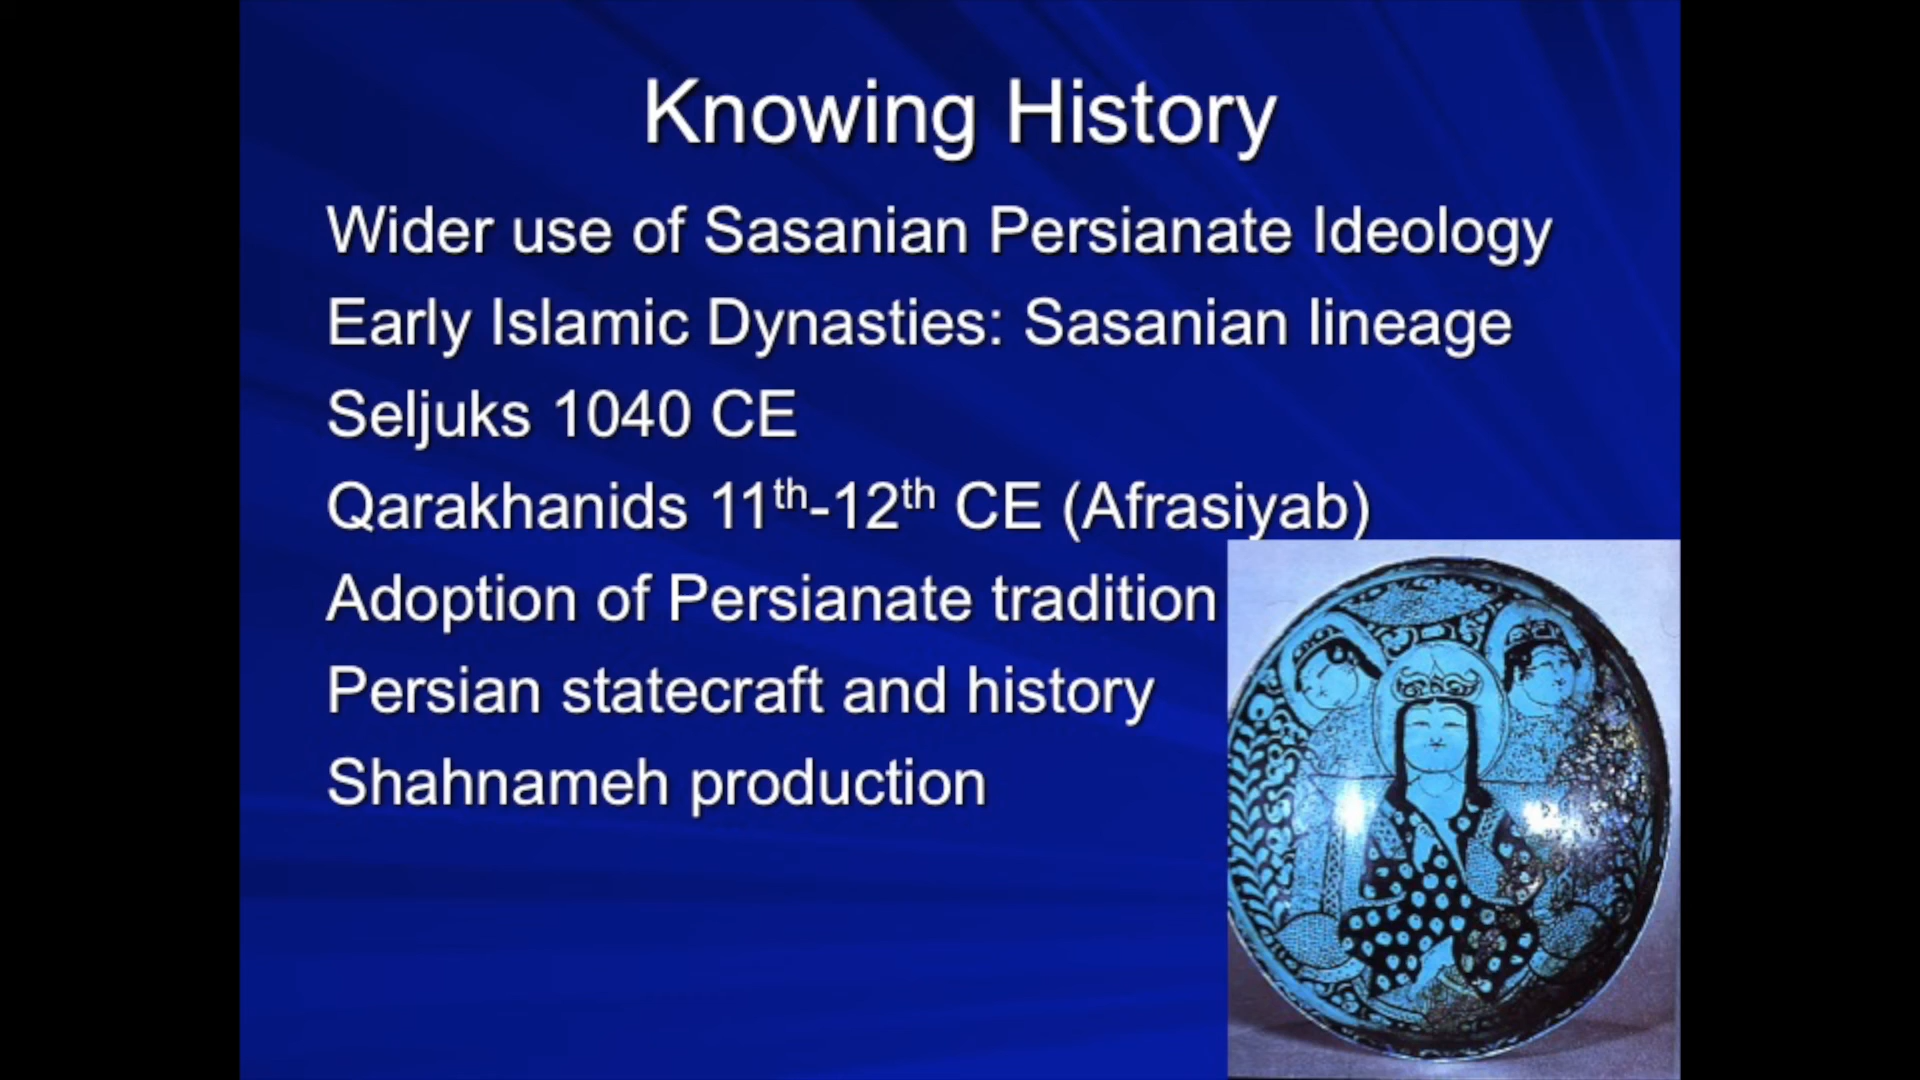 Knowing History
Wider use of Sasanian Persianate Ideology
Early Islamic Dynasties: Sasanian lineage
Seljuks 1040 CE
Qarakhanids 11th-12th CE (Afrasiyab)
Adoption of Persianate tradition
Persian statecraft and history
Shahnameh production